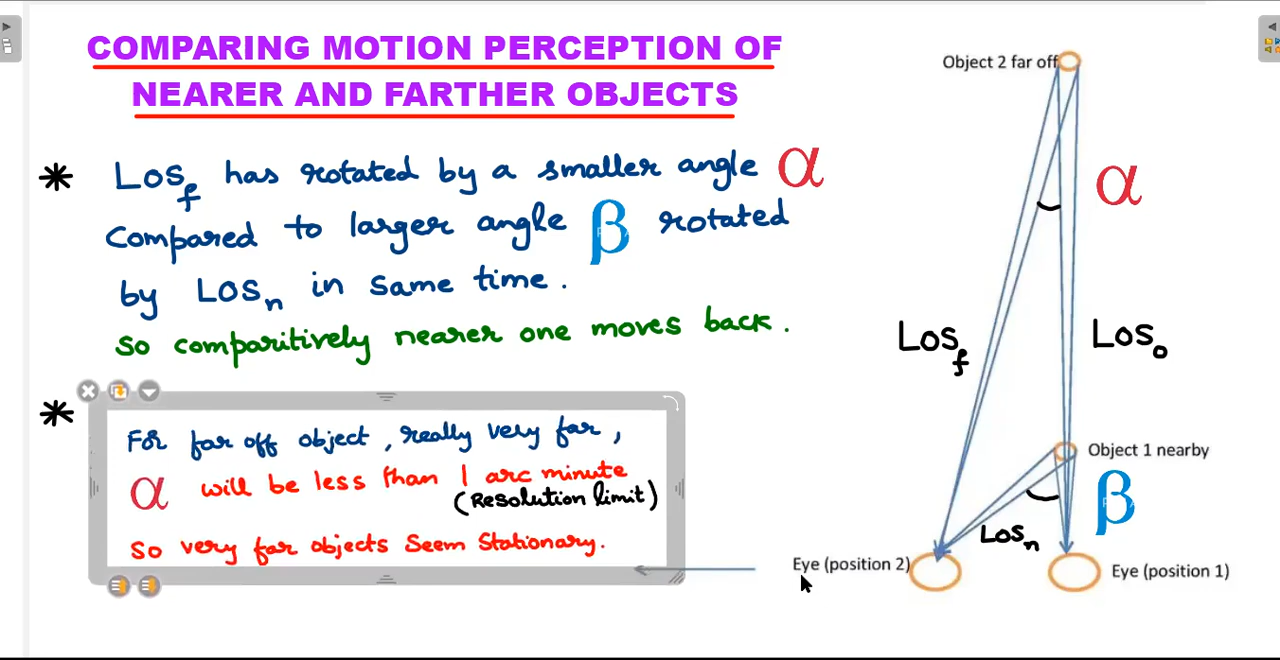 COMPARING MOTION PERCEPTION OF
NEARER AND FARTHER OBJECTS
* LOSf has rotated by a smaller angle α
compared to larger angle β rotated
by LOSn in same time.
So comparitively nearer one moves back.
* For far off object, really very far,
α will be less than 1 arc minute
(Resolution limit)
So very far objects seem stationary.
Object 2 far off
α
LOSf
LOSo
Object 1 nearby
β
LOSn
Eye (position 2)
Eye (position 1)